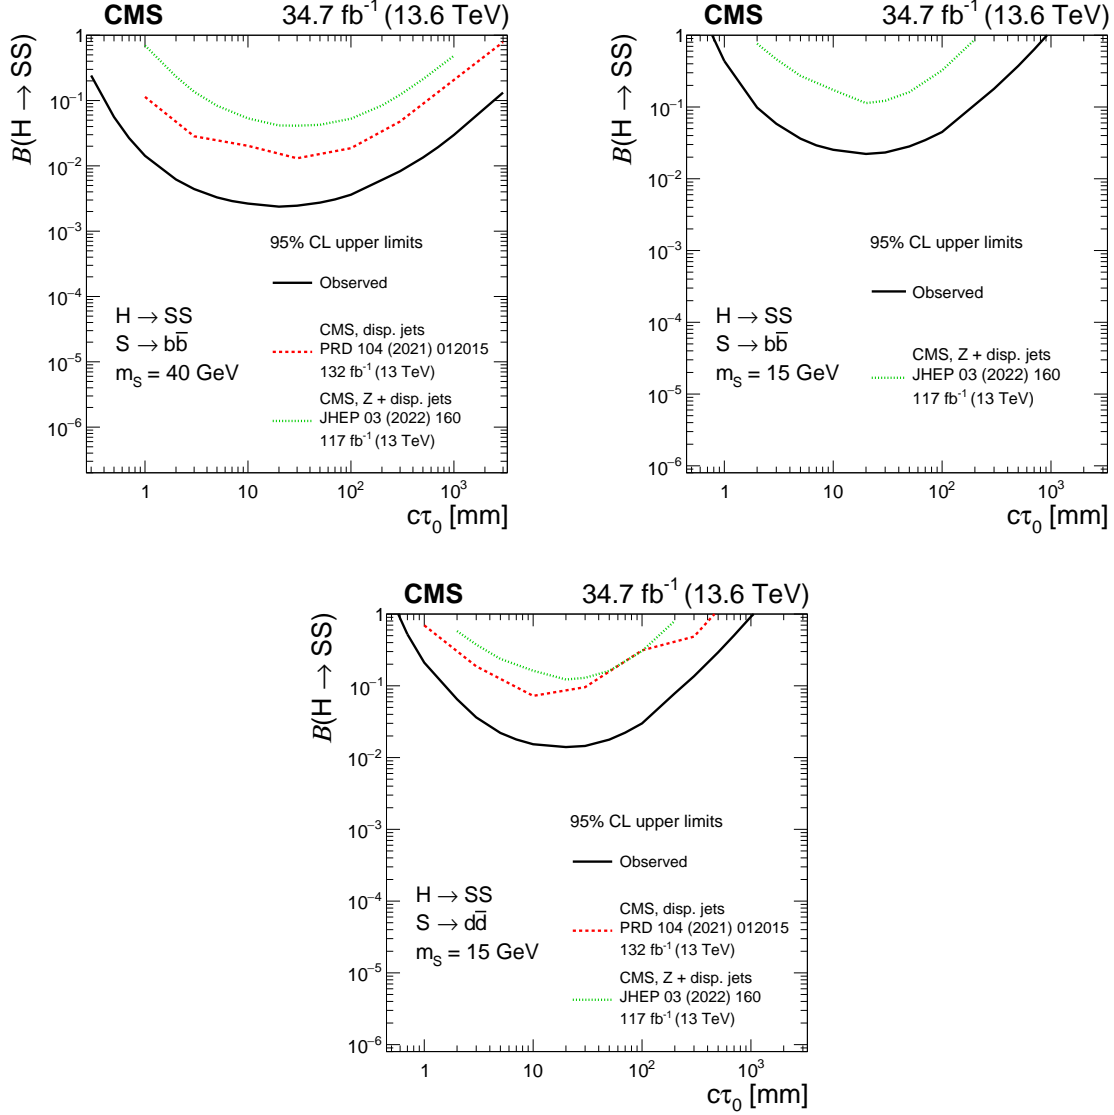 CMS 34.7 fb⁻¹ (13.6 TeV)
B(H → SS)
1
10⁻¹
10⁻²
10⁻³
10⁻⁴
10⁻⁵
10⁻⁶
95% CL upper limits
Observed
H → SS
S → bb̅
m_S = 40 GeV
CMS, disp. jets
PRD 104 (2021) 012015
132 fb⁻¹ (13 TeV)
CMS, Z + disp. jets
JHEP 03 (2022) 160
117 fb⁻¹ (13 TeV)
1 10 10² 10³
cτ₀ [mm]
CMS 34.7 fb⁻¹ (13.6 TeV)
B(H → SS)
1
10⁻¹
10⁻²
10⁻³
10⁻⁴
10⁻⁵
10⁻⁶
95% CL upper limits
Observed
H → SS
S → bb̅
m_S = 15 GeV
CMS, Z + disp. jets
JHEP 03 (2022) 160
117 fb⁻¹ (13 TeV)
1 10 10² 10³
cτ₀ [mm]
CMS 34.7 fb⁻¹ (13.6 TeV)
B(H → SS)
1
10⁻¹
10⁻²
10⁻³
10⁻⁴
10⁻⁵
10⁻⁶
95% CL upper limits
Observed
H → SS
S → dd̅
m_S = 15 GeV
CMS, disp. jets
PRD 104 (2021) 012015
132 fb⁻¹ (13 TeV)
CMS, Z + disp. jets
JHEP 03 (2022) 160
117 fb⁻¹ (13 TeV)
1 10 10² 10³
cτ₀ [mm]